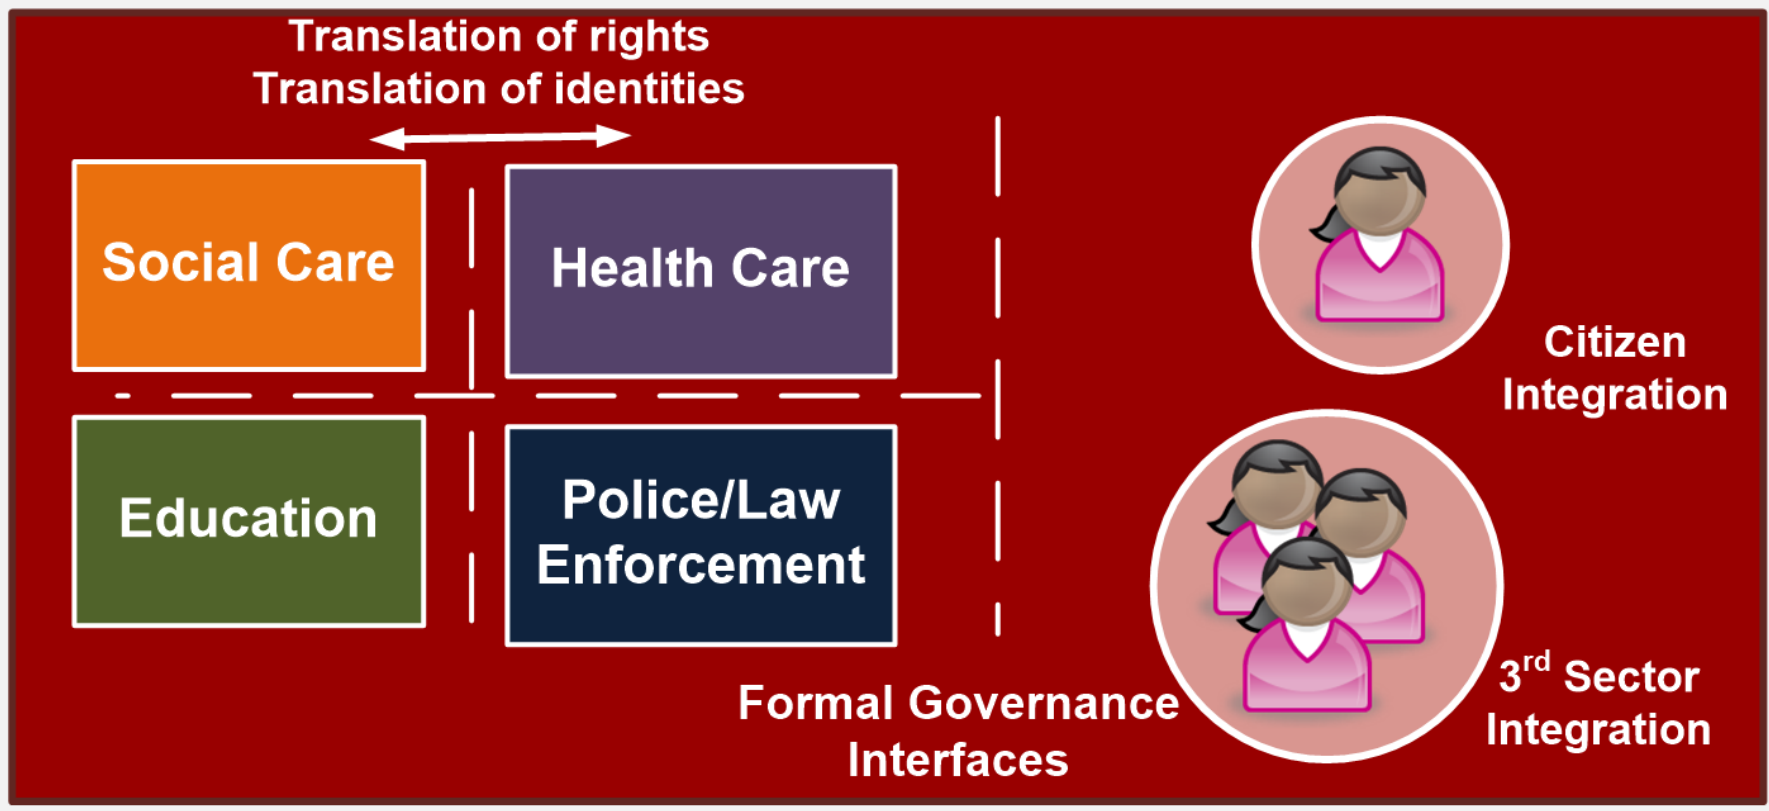 Translation of rights
Translation of identities
Social Care
Health Care
Education
Police/Law
Enforcement
Citizen
Integration
3rd Sector
Integration
Formal Governance
Interfaces